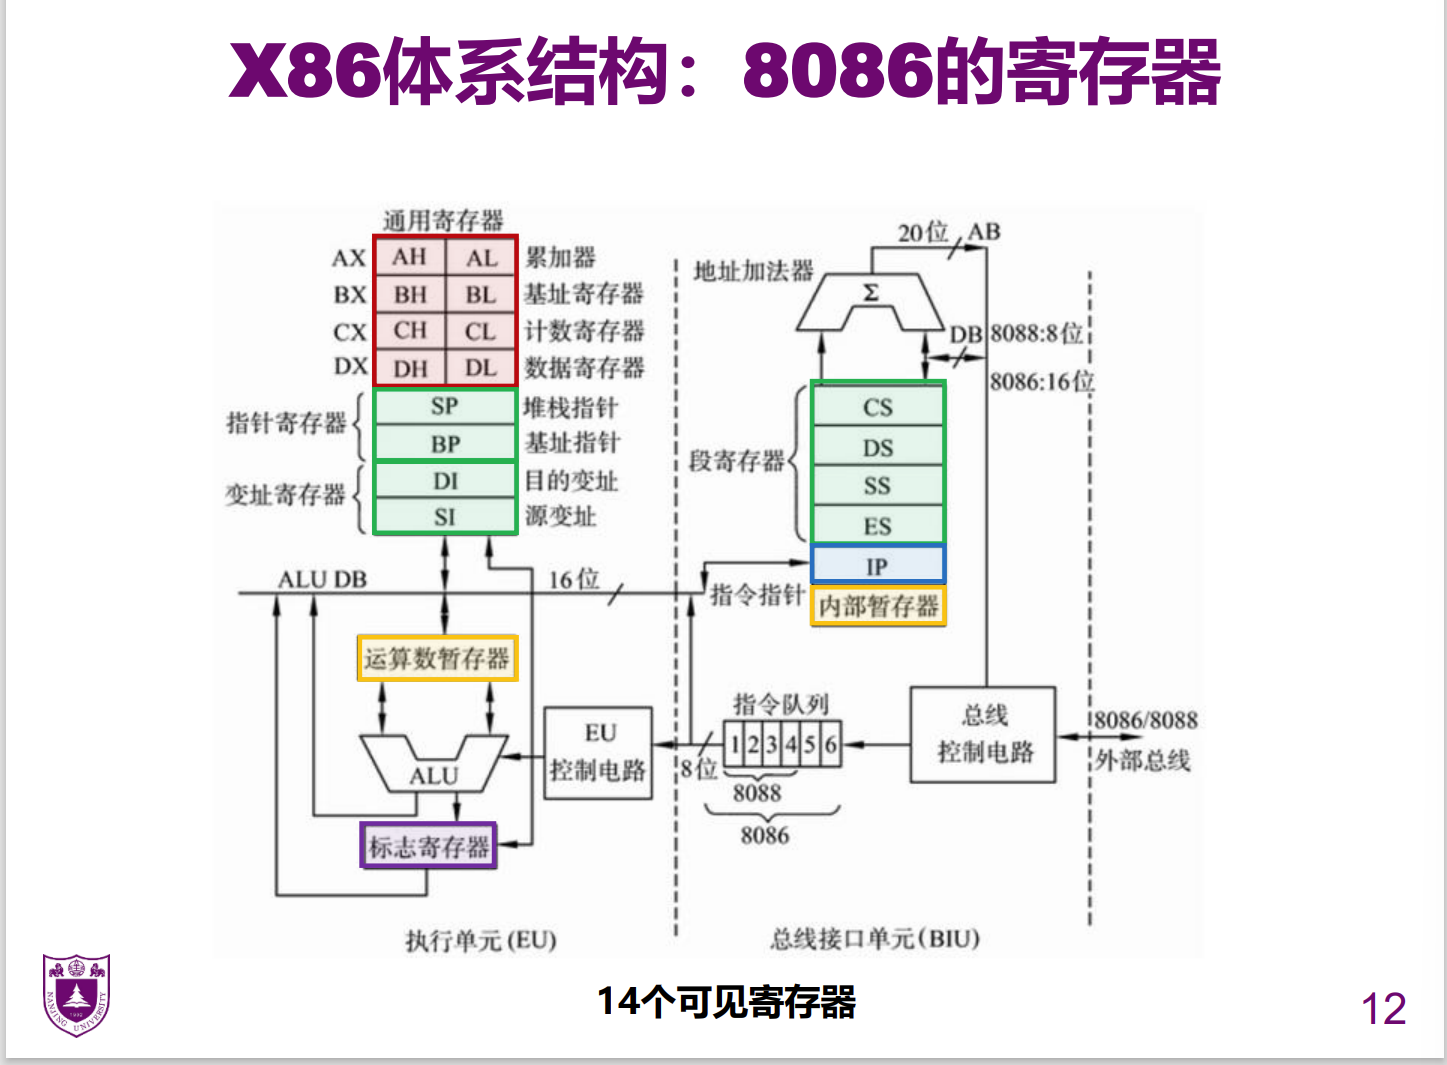 X86体系结构：8086的寄存器
通用寄存器
AX AH AL 累加器
BX BH BL 基址寄存器
CX CH CL 计数寄存器
DX DH DL 数据寄存器
指针寄存器
SP 堆栈指针
BP 基址指针
变址寄存器
DI 目的变址
SI 源变址
ALU DB
16位
运算数暂存器
ALU
标志寄存器
EU
控制电路
执行单元(EU)
20位 AB
地址加法器
Σ
DB 8088:8位
8086:16位
段寄存器
CS
DS
SS
ES
IP
指令指针
内部暂存器
指令队列
1 2 3 4 5 6
8位
8088
8086
总线
控制电路
8086/8088
外部总线
总线接口单元(BIU)
14个可见寄存器
NANJING UNIVERSITY
1902
12